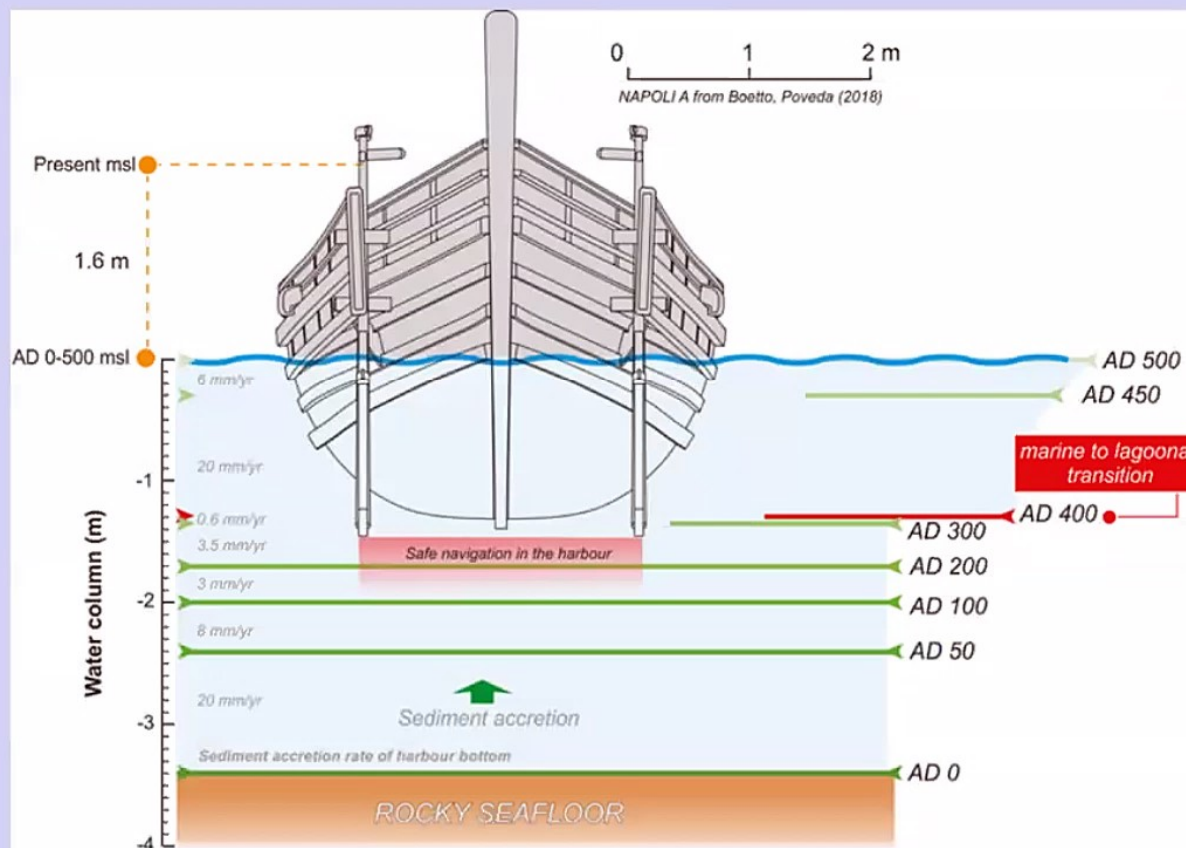 0 1 2 m
NAPOLI A from Boetto, Poveda (2018)
Present msl
1.6 m
AD 0-500 msl
AD 500
6 mm/yr
AD 450
marine to lagoona
transition
20 mm/yr
-1
AD 400
0.6 mm/yr
AD 300
3.5 mm/yr
Safe navigation in the harbour
AD 200
3 mm/yr
-2
AD 100
8 mm/yr
AD 50
Water column (m)
20 mm/yr
Sediment accretion
-3
Sediment accretion rate of harbour bottom
AD 0
ROCKY SEAFLOOR
-4